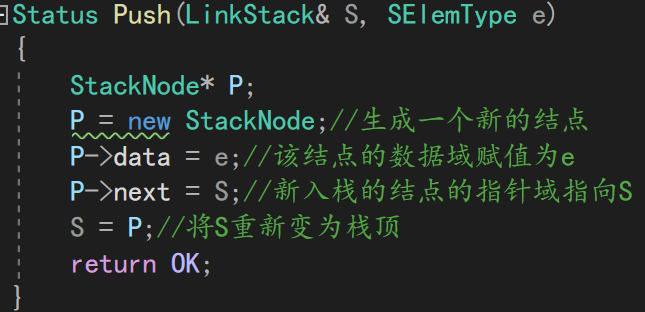 Status Push(LinkStack& S, SElemType e)
{
StackNode* P;
P = new StackNode;//生成一个新的结点
P->data = e;//该结点的数据域赋值为e
P->next = S;//新入栈的结点的指针域指向S
S = P;//将S重新变为栈顶
return OK;
}